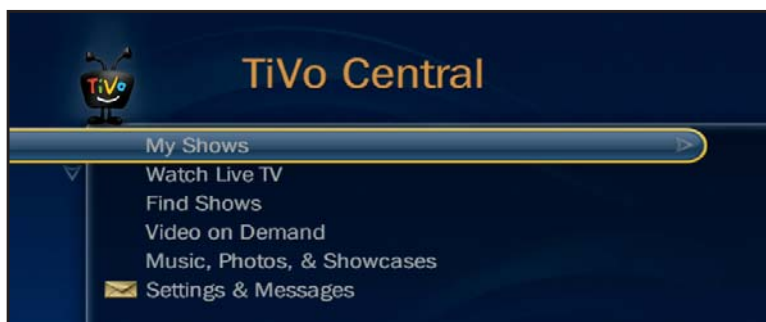 TiVo
TiVo Central
My Shows
Watch Live TV
Find Shows
Video on Demand
Music, Photos, & Showcases
Settings & Messages